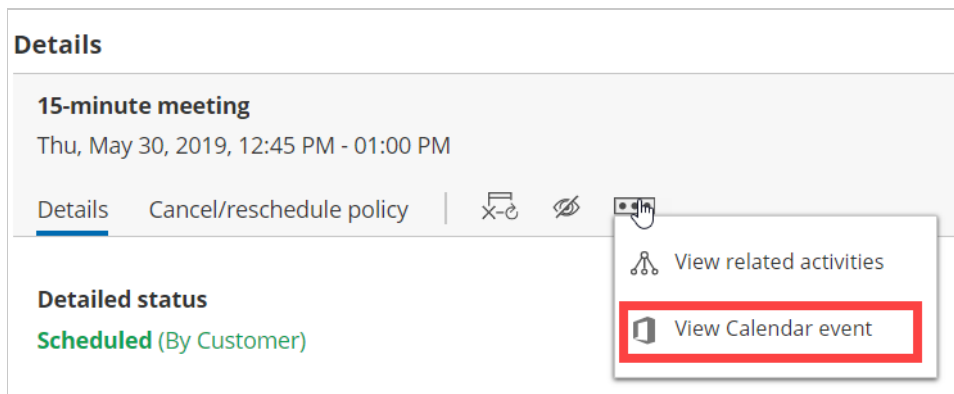 Details
15-minute meeting
Thu, May 30, 2019, 12:45 PM - 01:00 PM
Details Cancel/reschedule policy
View related activities
Detailed status
View Calendar event
Scheduled (By Customer)